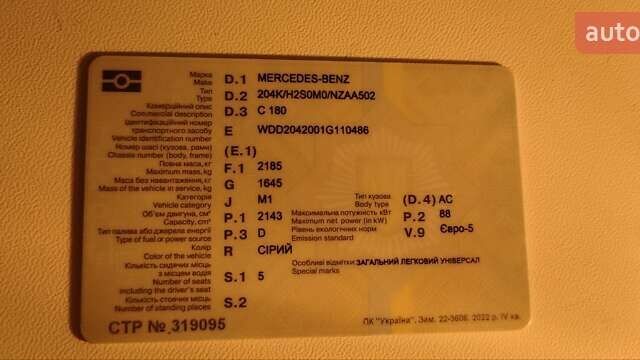 auto
Марка D.1 MERCEDES-BENZ
Make
Тип D.2 204K/H2S0M0/NZAA502
Type
Комерційний опис D.3 C 180
Commercial description
Ідентифікаційний номер
транспортного засобу E WDD2042001G110486
Vehicle identification number
Номер шасі (кузова, рами) (E.1)
Chassis number (body, frame)
Повна маса, кг F.1 2185
Maximum mass, kg
Маса без навантаження, кг G 1645
Mass of the vehicle in service, kg
Категорія J M1 Тип кузова (D.4) AC
Vehicle category Body type
Об'єм двигуна, см³ P.1 2143 Максимальна потужність кВт P.2 88
Capacity, cm³ Maximum net power (in kW)
Тип палива або джерела енергії P.3 D Рівень екологічних норм V.9 Євро-5
Type of fuel or power source Emission standard
Колір R СІРИЙ
Color of the vehicle
Кількість сидячих місць Особливі відмітки ЗАГАЛЬНИЙ ЛЕГКОВИЙ УНІВЕРСАЛ
з місцем водія S.1 5 Special marks
Number of seats
including the driver's seat
Кількість стоячих місць S.2
Number of standing places
СТР № 319095
ПК "Україна". Зам. 22-3606. 2022 р. IV кв.